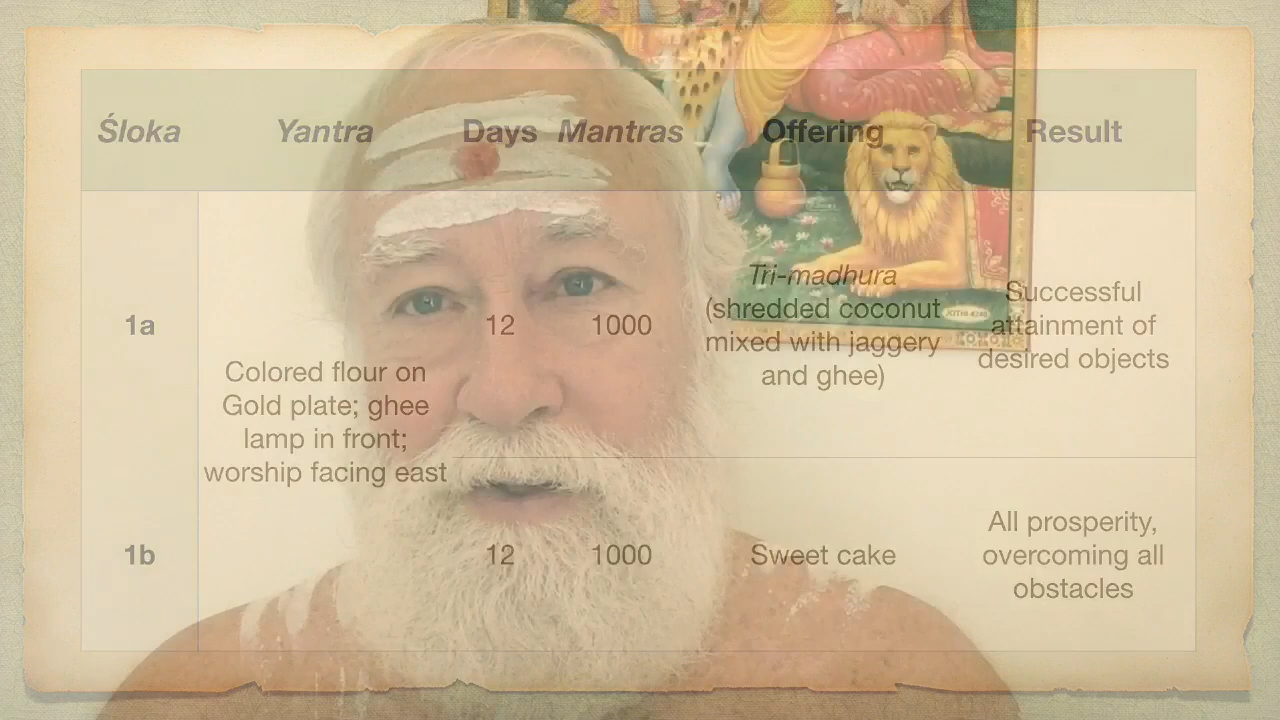 Śloka Yantra Days Mantras Offering Result
1a
Colored flour on
Gold plate; ghee
lamp in front;
worship facing east
12
1000
Tri-madhura
(shredded coconut
mixed with jaggery
and ghee)
Successful
attainment of
desired objects
1b
12
1000
Sweet cake
All prosperity,
overcoming all
obstacles